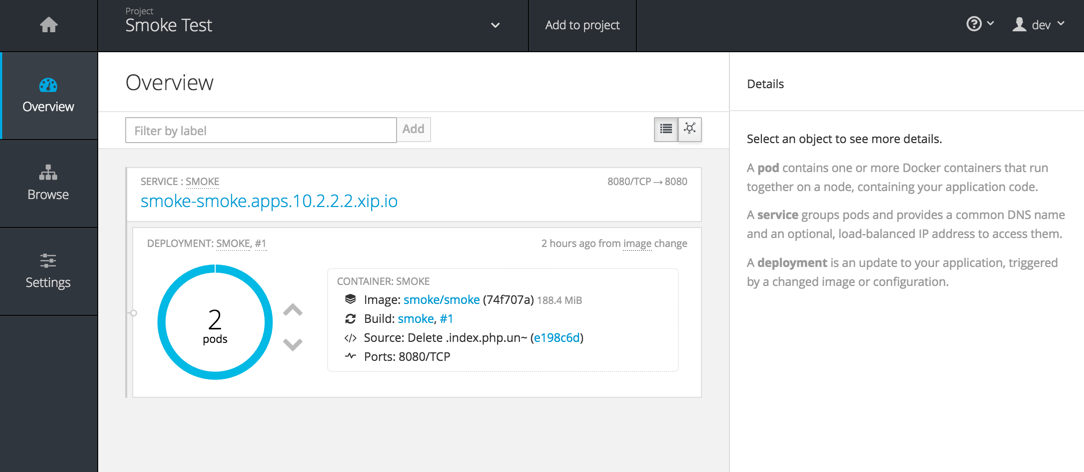 Project
Smoke Test
Add to project
dev
Overview
Browse
Settings
Overview
Filter by label
Add
SERVICE : SMOKE
8080/TCP → 8080
smoke-smoke.apps.10.2.2.2.xip.io
DEPLOYMENT: SMOKE, #1
2 hours ago from image change
2
pods
CONTAINER: SMOKE
Image: smoke/smoke (74f707a) 188.4 MiB
Build: smoke, #1
Source: Delete .index.php.un~ (e198c6d)
Ports: 8080/TCP
Details
Select an object to see more details.
A pod contains one or more Docker containers that run
together on a node, containing your application code.
A service groups pods and provides a common DNS name
and an optional, load-balanced IP address to access them.
A deployment is an update to your application, triggered
by a changed image or configuration.